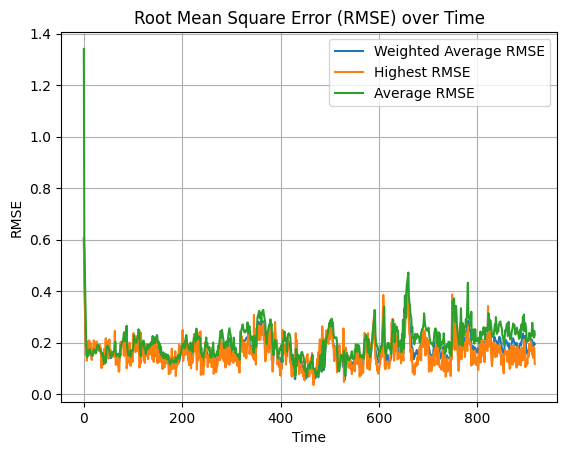 Root Mean Square Error (RMSE) over Time
1.4
1.2
1.0
0.8
0.6
0.4
0.2
0.0
RMSE
Weighted Average RMSE
Highest RMSE
Average RMSE
0
200
400
600
800
Time